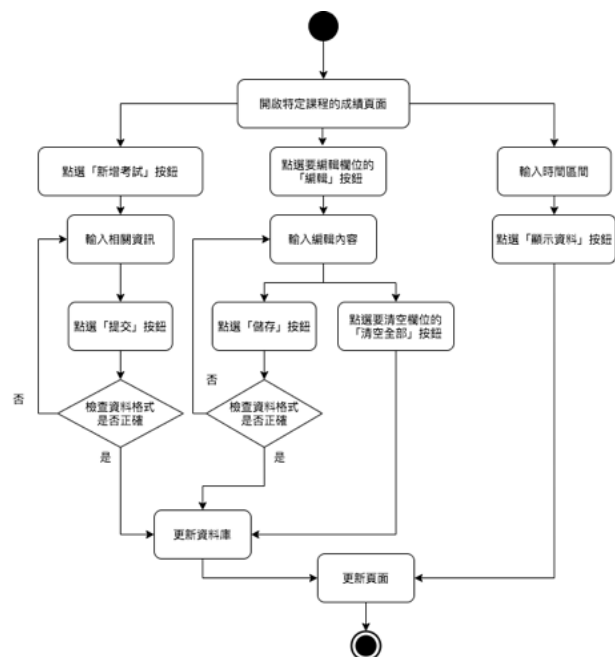 開啟特定課程的成績頁面
點選「新增考試」按鈕
點選要編輯欄位的
「編輯」按鈕
輸入時間區間
輸入相關資訊
輸入編輯內容
點選「顯示資料」按鈕
點選「提交」按鈕
點選「儲存」按鈕
點選要清空欄位的
「清空全部」按鈕
否
檢查資料格式
是否正確
是
否
檢查資料格式
是否正確
是
更新資料庫
更新頁面